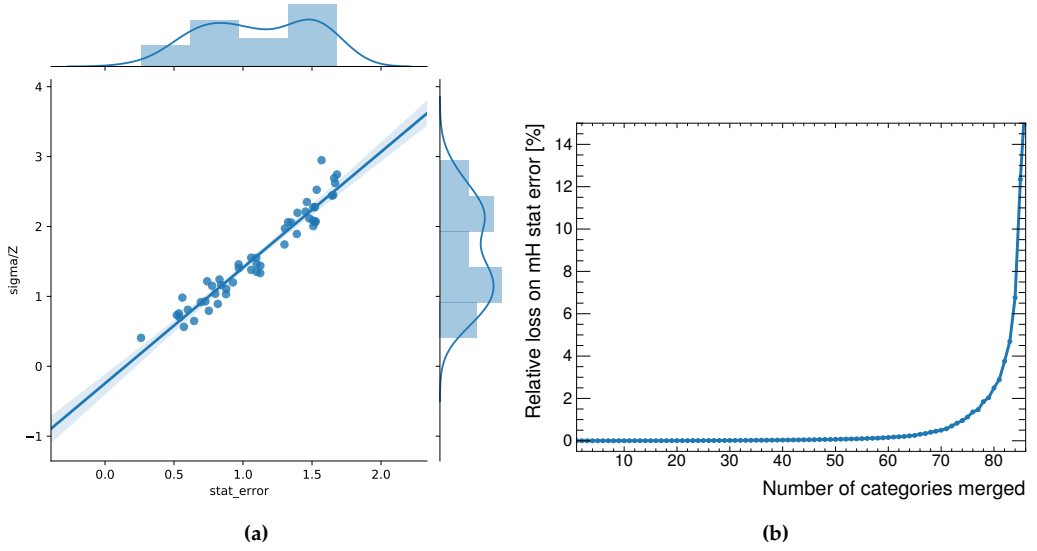 4
3
2
1
0
−1
sigma/Z
0.0 0.5 1.0 1.5 2.0
stat_error
(a)
Relative loss on mH stat error [%]
14
12
10
8
6
4
2
0
10 20 30 40 50 60 70 80
Number of categories merged
(b)